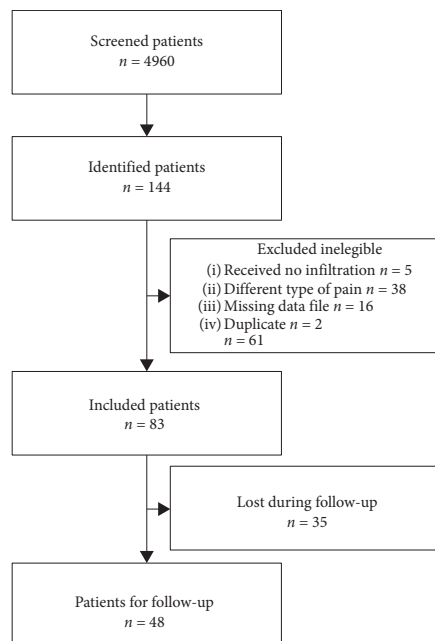 Screened patients
n = 4960
Identified patients
n = 144
Excluded inelegible
(i) Received no infiltration n = 5
(ii) Different type of pain n = 38
(iii) Missing data file n = 16
(iv) Duplicate n = 2
n = 61
Included patients
n = 83
Lost during follow-up
n = 35
Patients for follow-up
n = 48